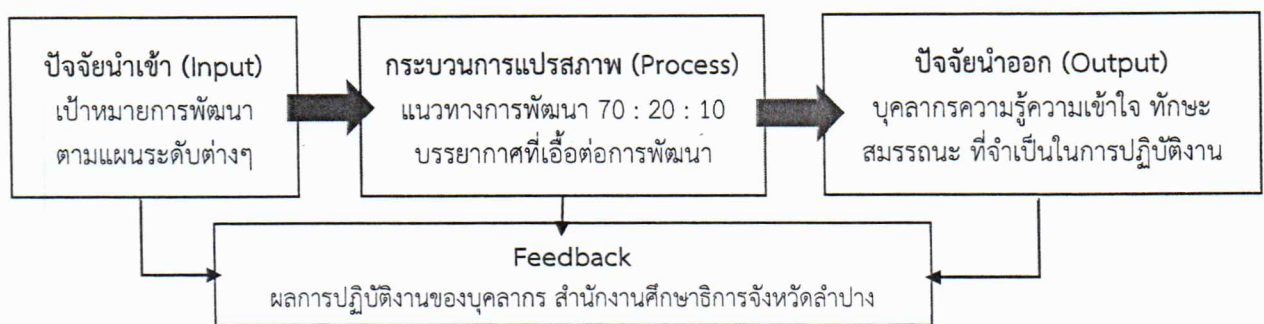 ปัจจัยนำเข้า (Input)
เป้าหมายการพัฒนา
ตามแผนระดับต่างๆ
กระบวนการแปรสภาพ (Process)
แนวทางการพัฒนา 70 : 20 : 10
บรรยากาศที่เอื้อต่อการพัฒนา
ปัจจัยนำออก (Output)
บุคลากรความรู้ความเข้าใจ ทักษะ
สมรรถนะ ที่จำเป็นในการปฏิบัติงาน
Feedback
ผลการปฏิบัติงานของบุคลากร สำนักงานศึกษาธิการจังหวัดลำปาง